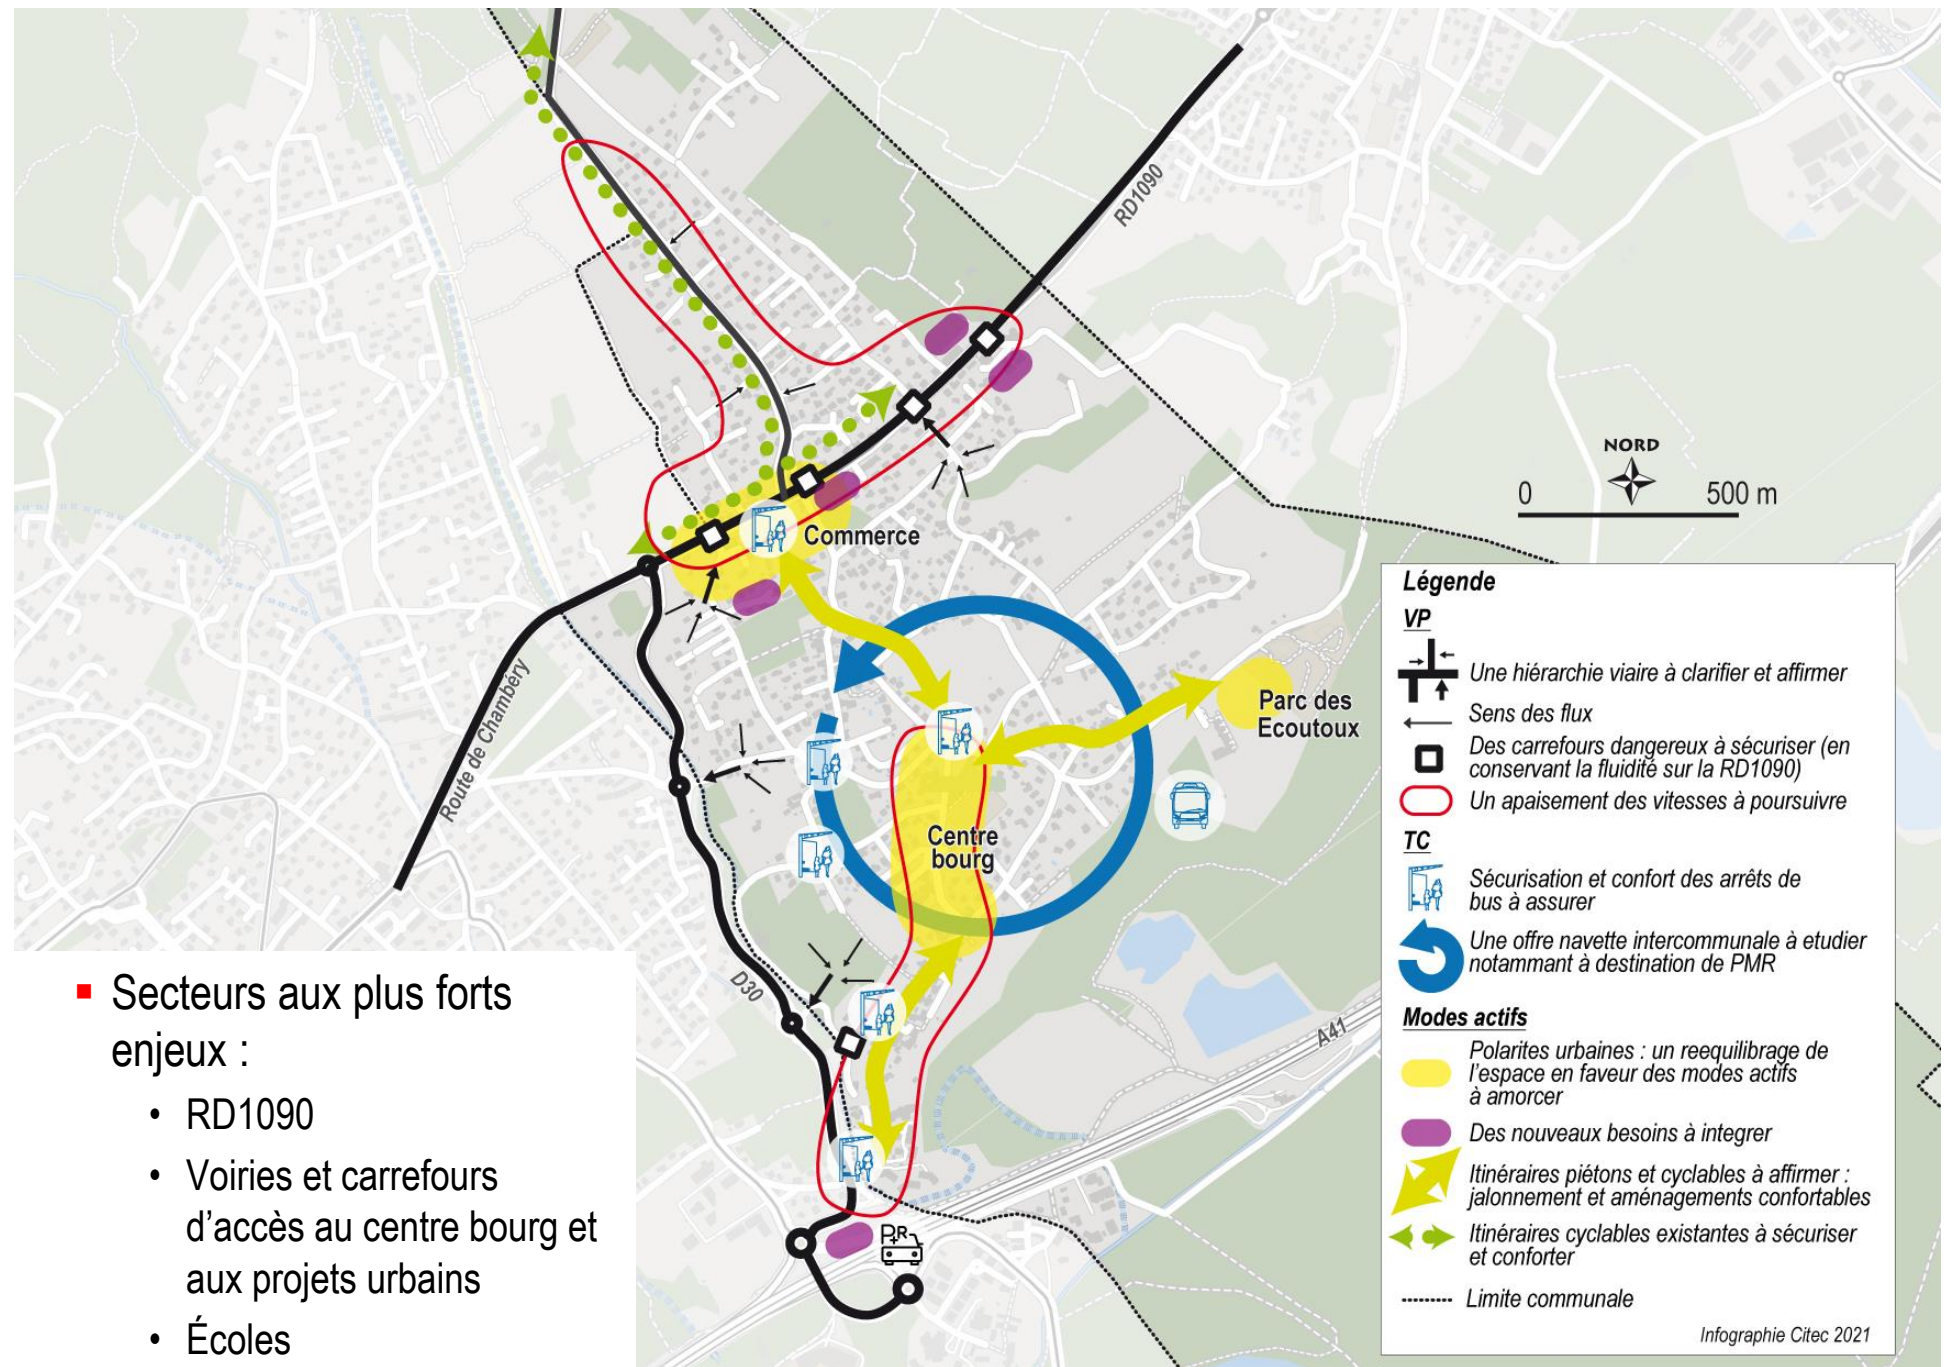 RD1090
NORD
0 500 m
Commerce
Parc des
Ecoutoux
Route de Chambéry
Centre
bourg
D30
A41
P+R
Légende
VP
Une hiérarchie viaire à clarifier et affirmer
Sens des flux
Des carrefours dangereux à sécuriser (en
conservant la fluidité sur la RD1090)
Un apaisement des vitesses à poursuivre
TC
Sécurisation et confort des arrêts de
bus à assurer
Une offre navette intercommunale à etudier
notammant à destination de PMR
Modes actifs
Polarites urbaines : un reequilibrage de
l'espace en faveur des modes actifs
à amorcer
Des nouveaux besoins à integrer
Itinéraires piétons et cyclables à affirmer :
jalonnement et aménagements confortables
Itinéraires cyclables existantes à sécuriser
et conforter
Limite communale
Infographie Citec 2021
▪ Secteurs aux plus forts
enjeux :
• RD1090
• Voiries et carrefours
d’accès au centre bourg et
aux projets urbains
• Écoles